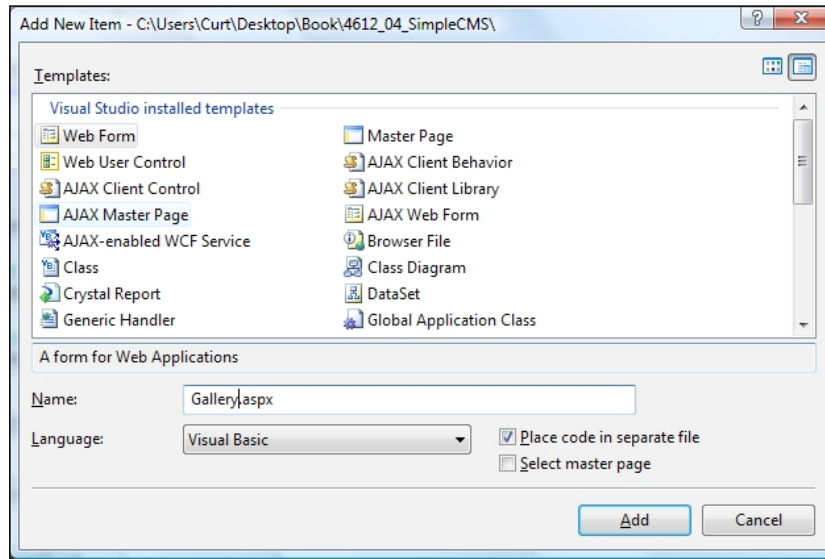 Add New Item - C:\Users\Curt\Desktop\Book\4612_04_SimpleCMS\
Templates:
Visual Studio installed templates
Web Form
Master Page
Web User Control
AJAX Client Behavior
AJAX Client Control
AJAX Client Library
AJAX Master Page
AJAX Web Form
AJAX-enabled WCF Service
Browser File
Class
Class Diagram
Crystal Report
DataSet
Generic Handler
Global Application Class
A form for Web Applications
Name:
Gallery.aspx
Language:
Visual Basic
Place code in separate file
Select master page
Add
Cancel